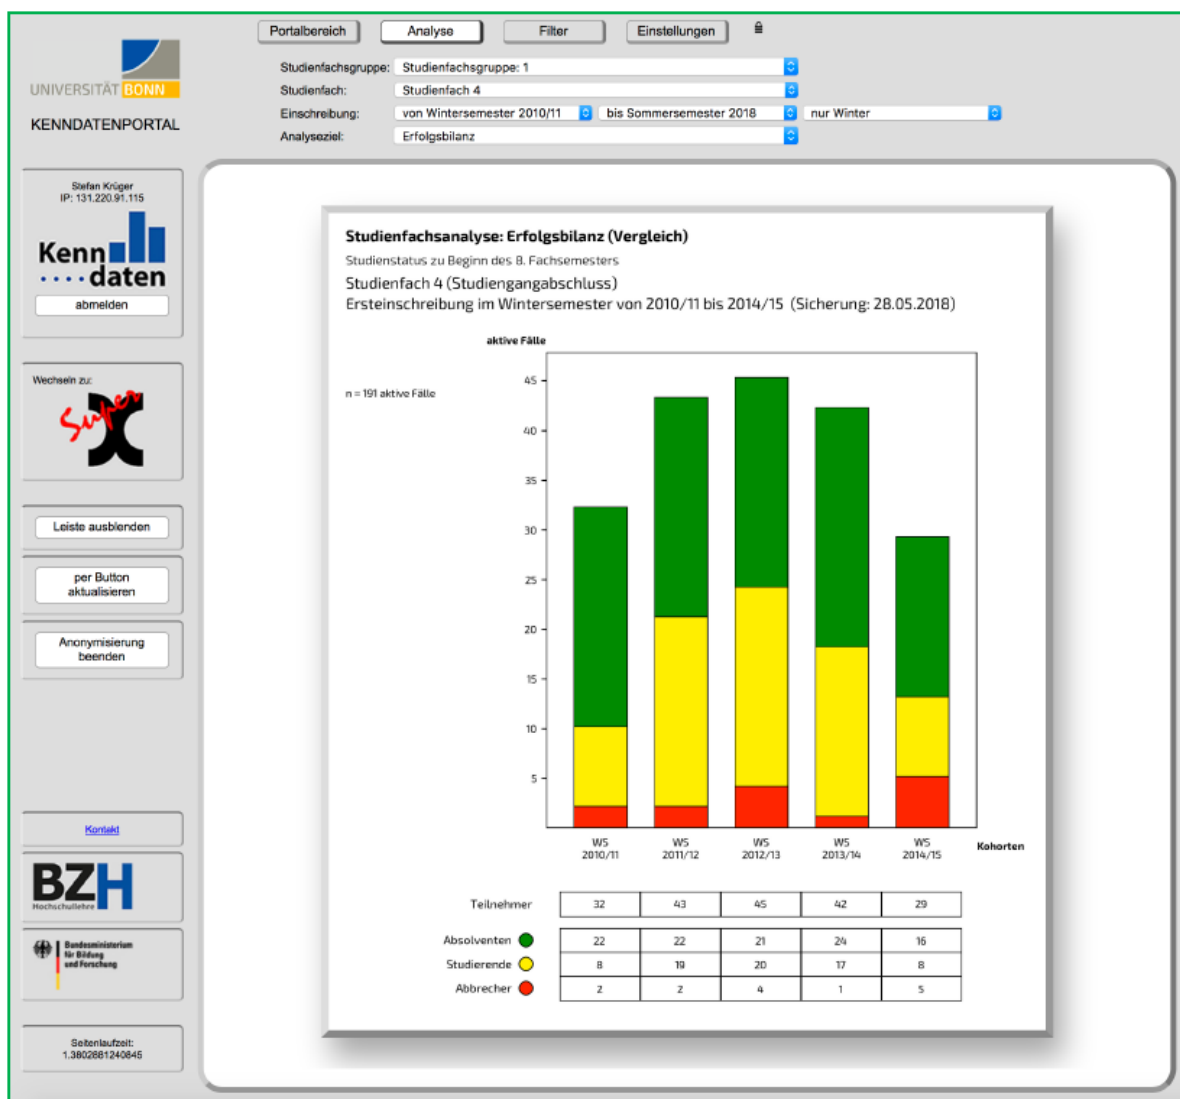 Portalbereich Analyse Filter Einstellungen
Studienfachsgruppe: Studienfachsgruppe: 1
Studienfach: Studienfach 4
Einschreibung: von Wintersemester 2010/11 bis Sommersemester 2018 nur Winter
Analyseziel: Erfolgsbilanz
UNIVERSITÄT BONN
KENNDATENPORTAL
Stefan Krüger
IP: 131.220.91.115
Kenn
daten
abmelden
Wechseln zu:
Super X
Leiste ausblenden
per Button
aktualisieren
Anonymisierung
beenden
Kontakt
BZH
Hochschullehre
Bundesministerium
für Bildung
und Forschung
Seitenlaufzeit:
1.3802881240845
Studienfachsanalyse: Erfolgsbilanz (Vergleich)
Studienstatus zu Beginn des 8. Fachsemesters
Studienfach 4 (Studiengangabschluss)
Ersteinschreibung im Wintersemester von 2010/11 bis 2014/15 (Sicherung: 28.05.2018)
aktive Fälle
n = 191 aktive Fälle
45
40
35
30
25
20
15
10
5
WS WS WS WS WS
2010/11 2011/12 2012/13 2013/14 2014/15
Kohorten
Teilnehmer 32 43 45 42 29
Absolventen 22 22 21 24 16
Studierende 8 19 20 17 8
Abbrecher 2 2 4 1 5